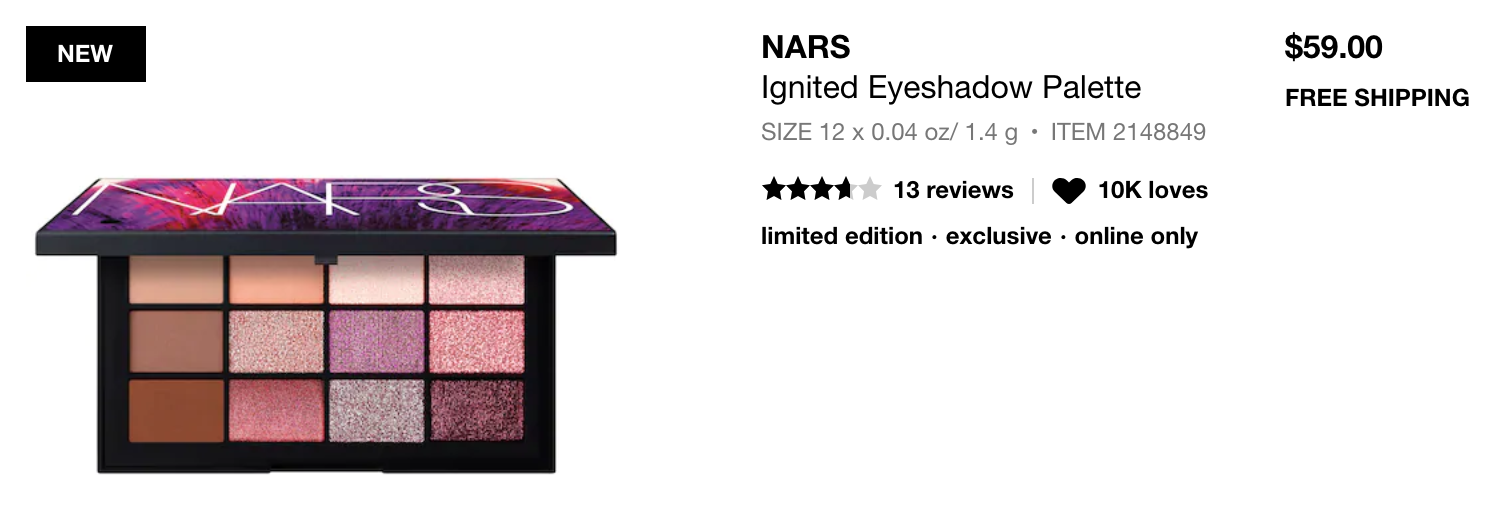 NEW
NARS
NARS
Ignited Eyeshadow Palette
SIZE 12 x 0.04 oz/ 1.4 g • ITEM 2148849
13 reviews | 10K loves
limited edition · exclusive · online only
$59.00
FREE SHIPPING